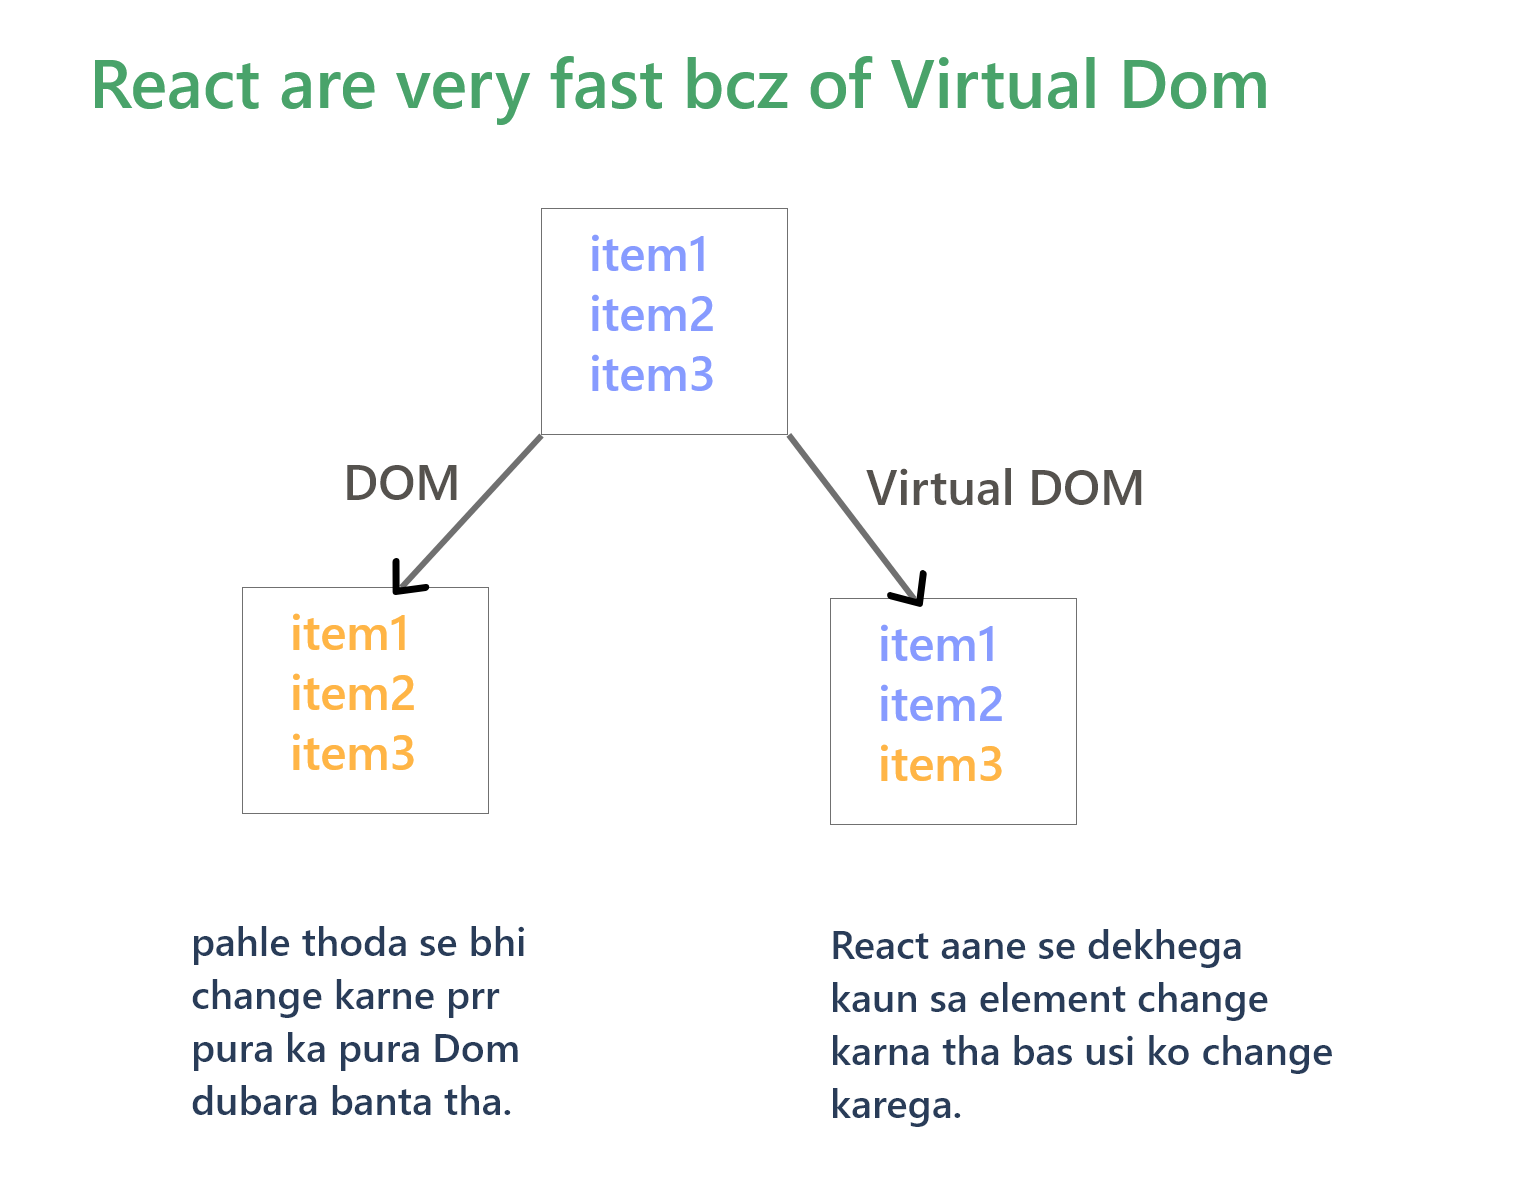 React are very fast bcz of Virtual Dom
item1
item2
item3
DOM
Virtual DOM
item1
item2
item3
item1
item2
item3
pahle thoda se bhi
change karne prr
pura ka pura Dom
dubara banta tha.
React aane se dekhega
kaun sa element change
karna tha bas usi ko change
karega.